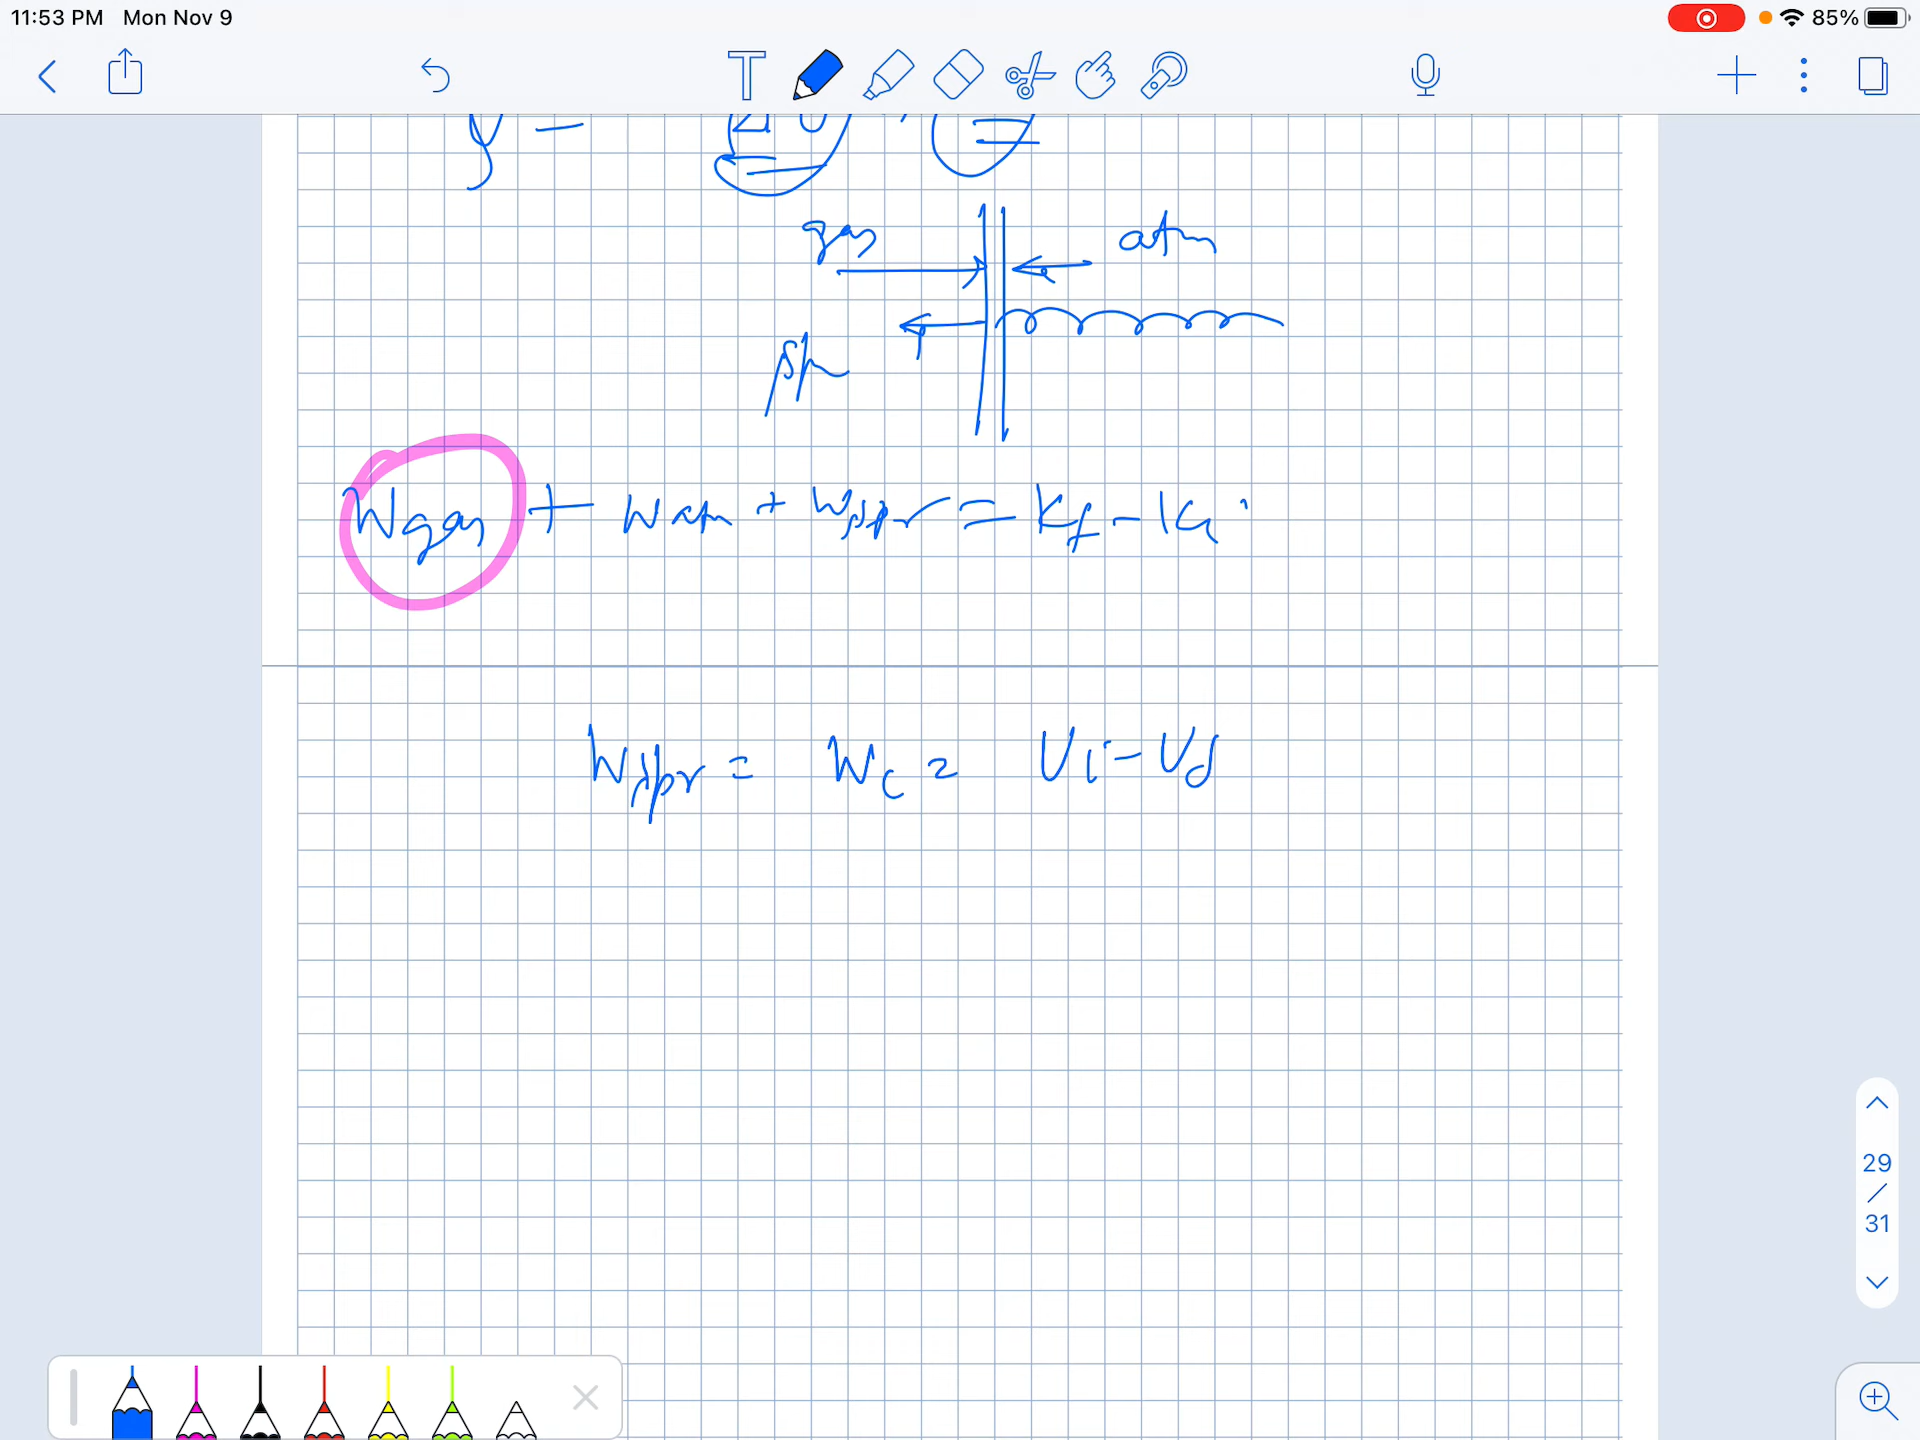 11:53 PM Mon Nov 9 85%
T
gas atm
sp
Wgas + Watm + Wspr = Kf - Ki
Wspr = Wc = Ui - Uf
29
/
31